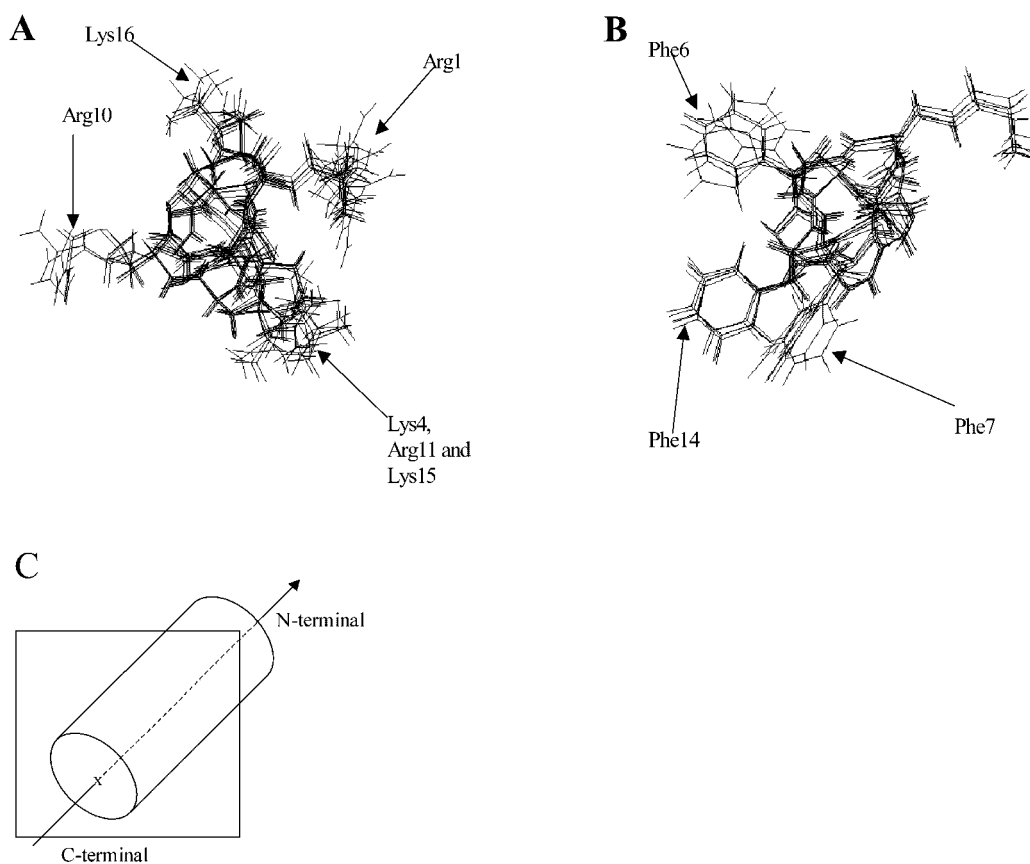 A
Lys16
Arg1
Arg10
Lys4,
Arg11 and
Lys15
B
Phe6
Phe14
Phe7
C
N-terminal
x
C-terminal